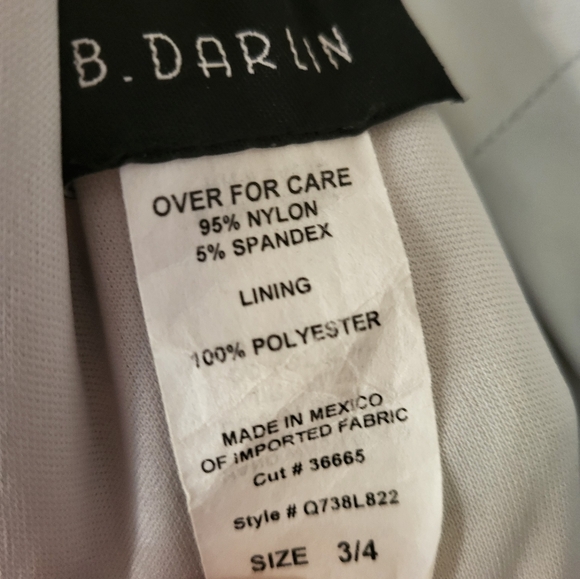 B. DARLIN
OVER FOR CARE
95% NYLON
5% SPANDEX
LINING
100% POLYESTER
MADE IN MEXICO
OF IMPORTED FABRIC
Cut # 36665
Style # Q738L822
SIZE 3/4